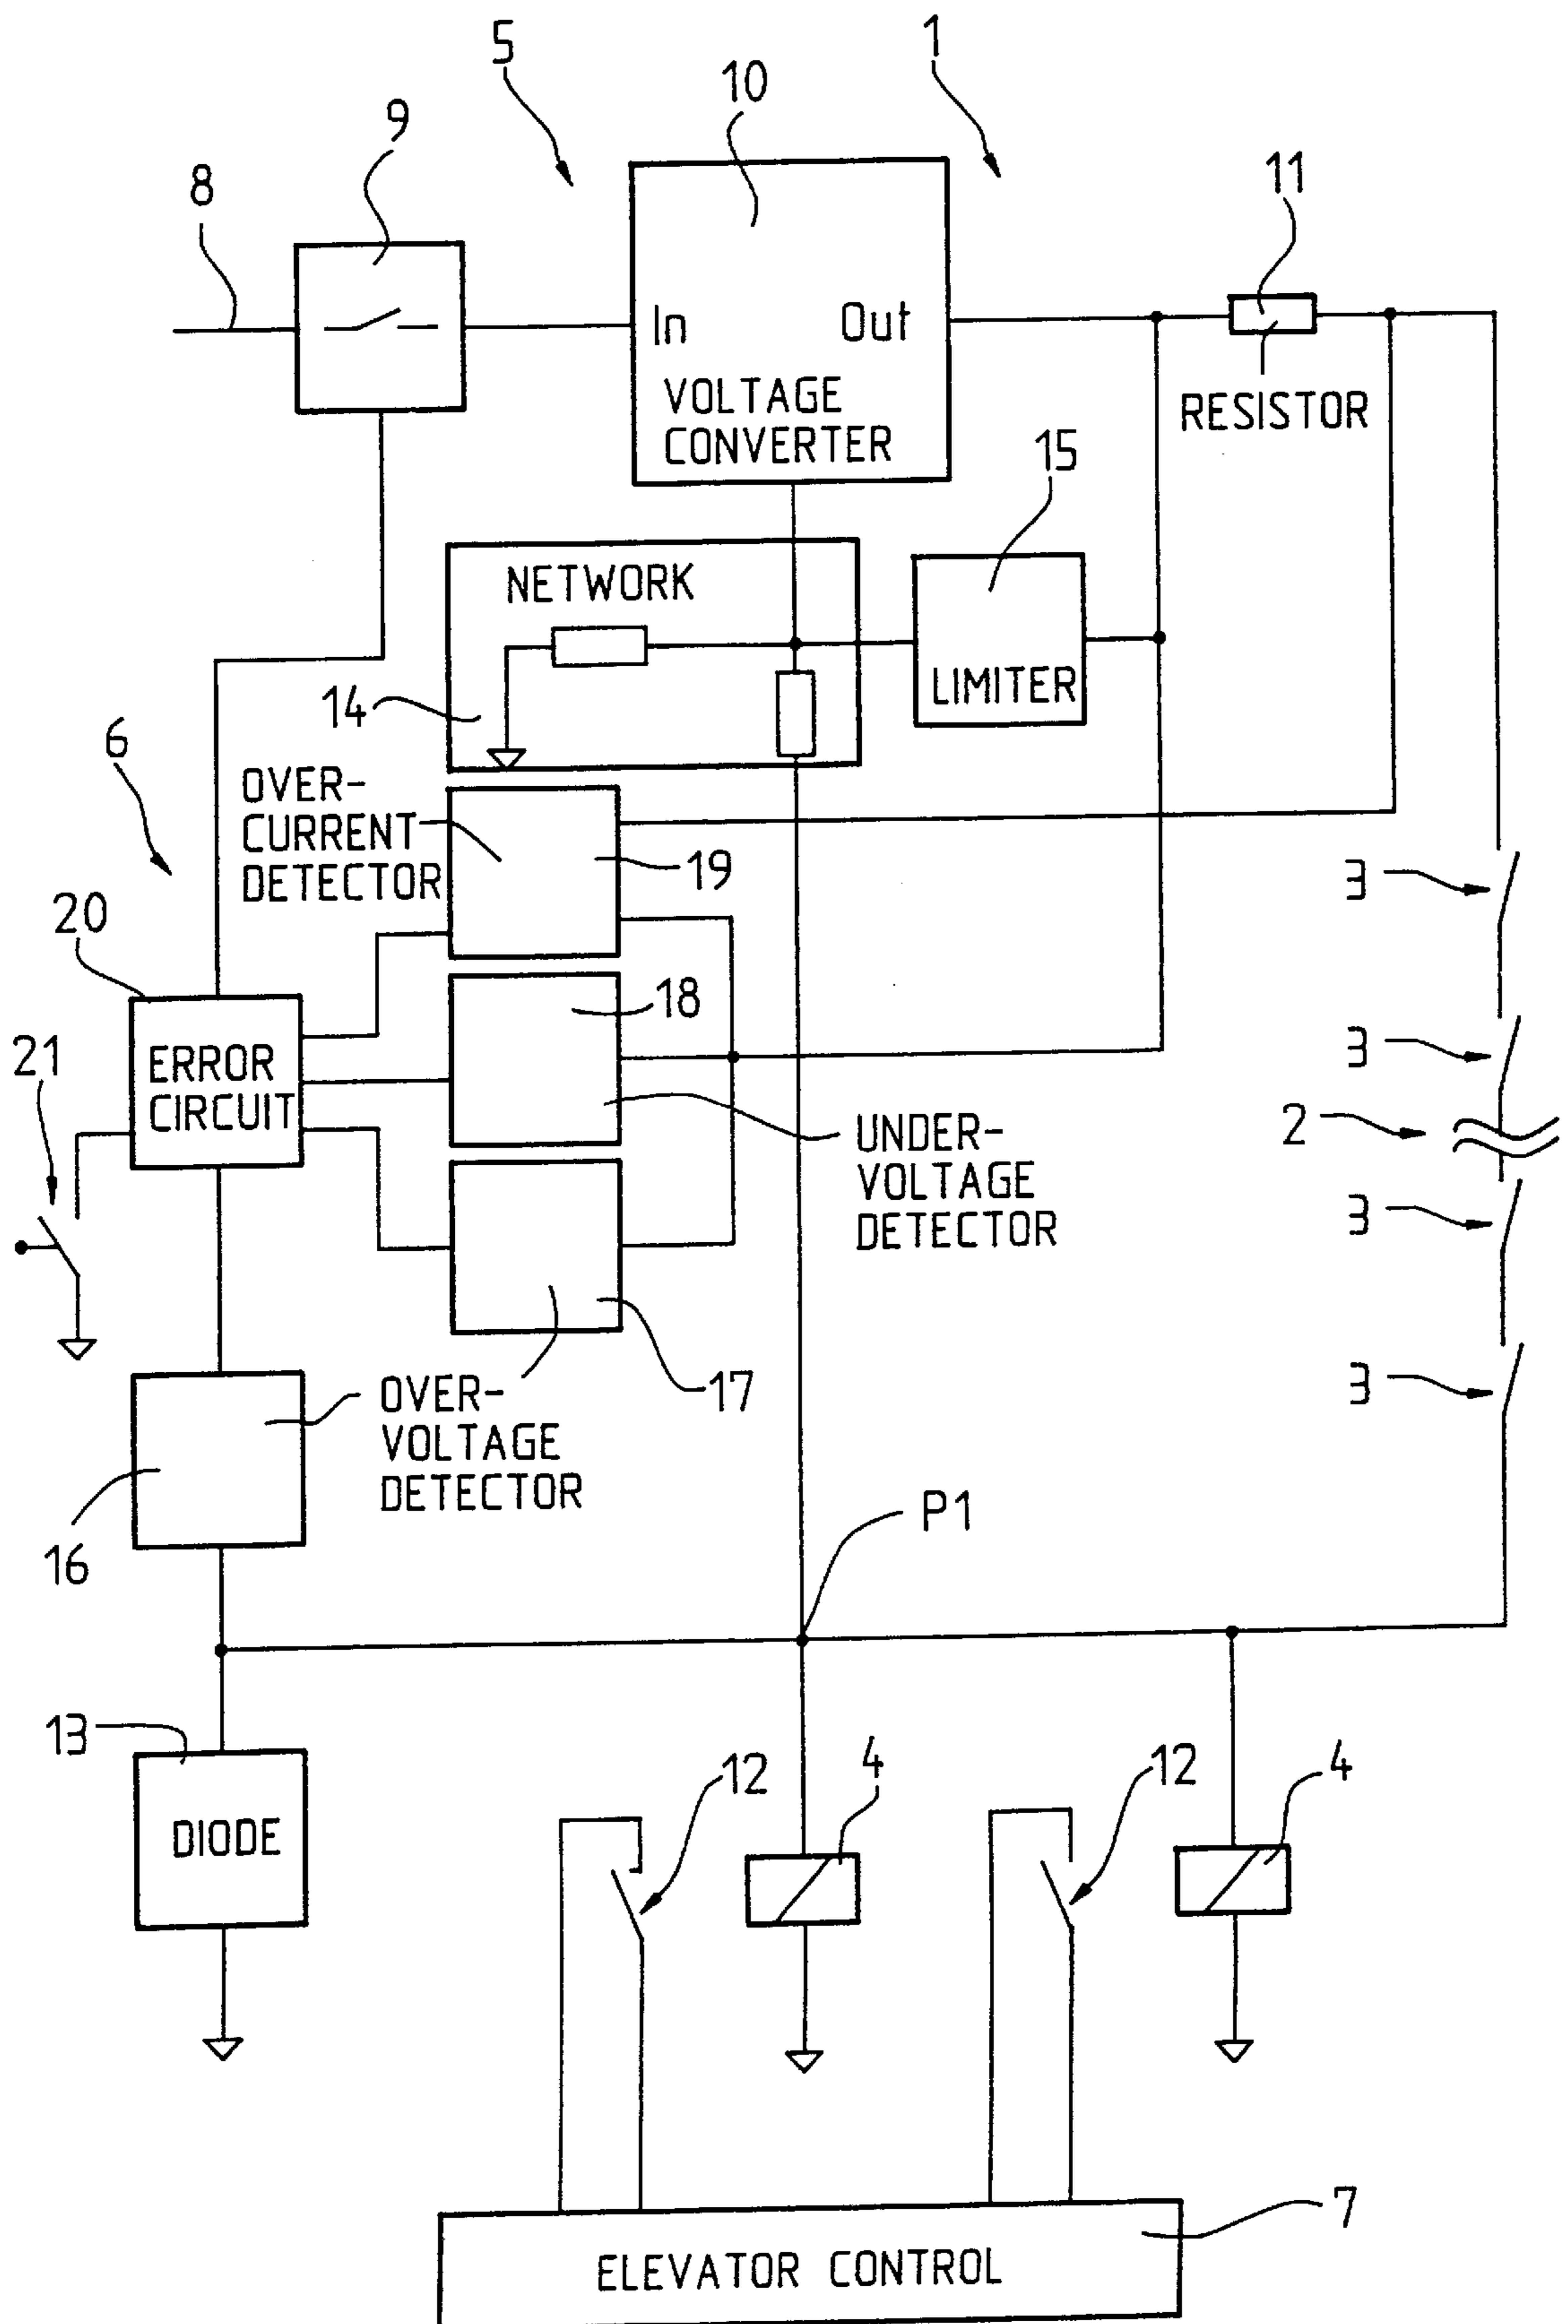 5
1
10
9
8
11
In
Out
VOLTAGE
CONVERTER
RESISTOR
15
NETWORK
LIMITER
14
6
OVER-
CURRENT
DETECTOR
19
3
20
18
3
21
ERROR
CIRCUIT
2
UNDER-
VOLTAGE
DETECTOR
3
17
3
OVER-
VOLTAGE
DETECTOR
16
P1
13
12
4
12
4
DIODE
7
ELEVATOR CONTROL